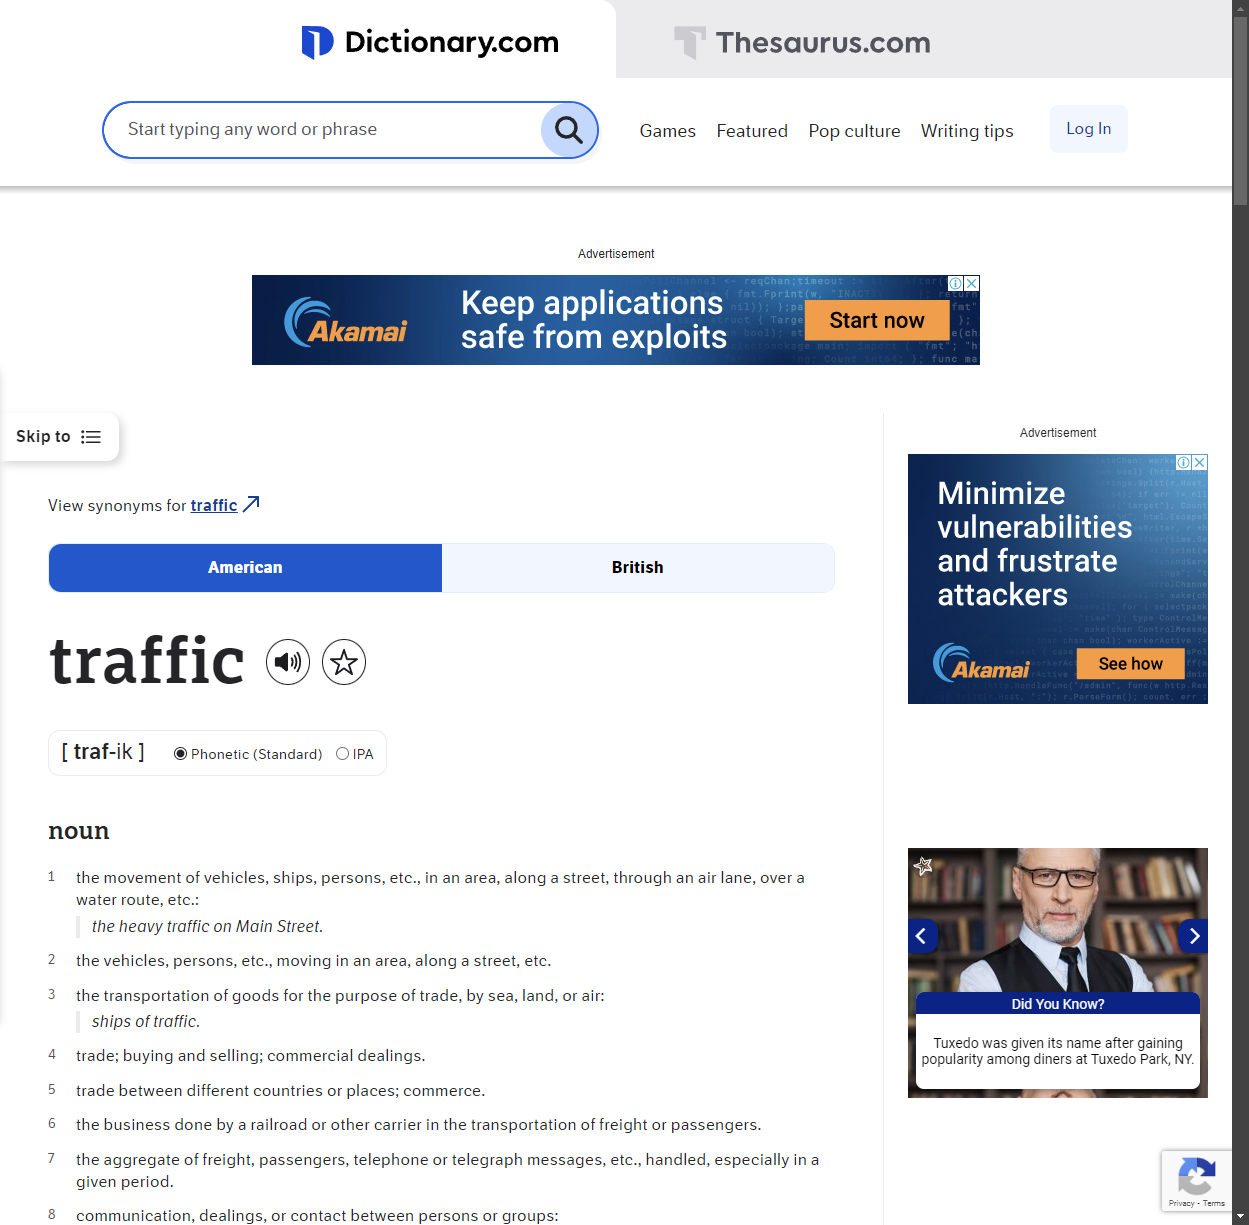 Dictionary.com
Thesaurus.com
Start typing any word or phrase
Games
Featured
Pop culture
Writing tips
Log In
Advertisement
Akamai
Keep applications
safe from exploits
Start now
Skip to
View synonyms for traffic
American
British
traffic
[ traf-ik ]
Phonetic (Standard)
IPA
noun
1 the movement of vehicles, ships, persons, etc., in an area, along a street, through an air lane, over a
water route, etc.:
the heavy traffic on Main Street.
2 the vehicles, persons, etc., moving in an area, along a street, etc.
3 the transportation of goods for the purpose of trade, by sea, land, or air:
ships of traffic.
4 trade; buying and selling; commercial dealings.
5 trade between different countries or places; commerce.
6 the business done by a railroad or other carrier in the transportation of freight or passengers.
7 the aggregate of freight, passengers, telephone or telegraph messages, etc., handled, especially in a
given period.
8 communication, dealings, or contact between persons or groups:
Advertisement
Minimize
vulnerabilities
and frustrate
attackers
Akamai
See how
Did You Know?
Tuxedo was given its name after gaining
popularity among diners at Tuxedo Park, NY.
Privacy - Terms